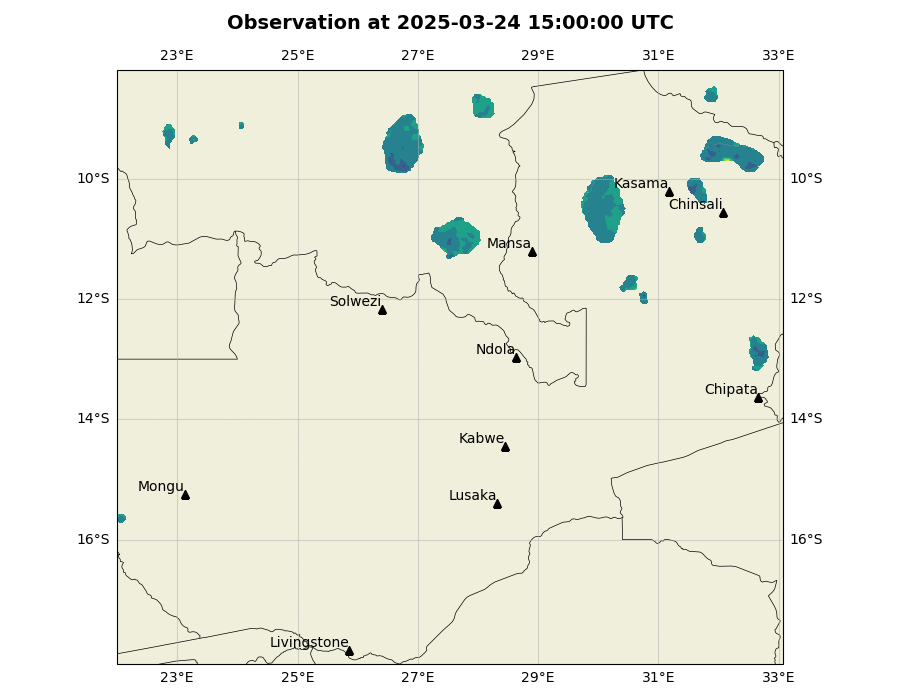 Observation at 2025-03-24 15:00:00 UTC
23°E 25°E 27°E 29°E 31°E 33°E
10°S Kasama 10°S
Chinsali
Mansa
12°S Solwezi 12°S
Ndola
Chipata
14°S 14°S
Kabwe
Mongu
Lusaka
16°S 16°S
Livingstone
23°E 25°E 27°E 29°E 31°E 33°E